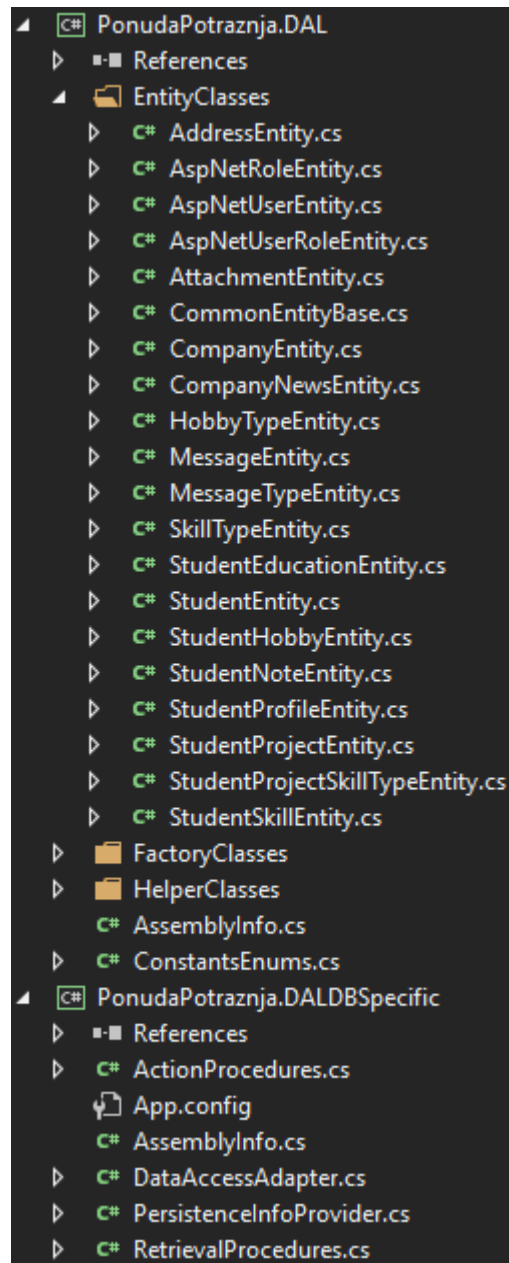 C# PonudaPotraznja.DAL
References
EntityClasses
C# AddressEntity.cs
C# AspNetRoleEntity.cs
C# AspNetUserEntity.cs
C# AspNetUserRoleEntity.cs
C# AttachmentEntity.cs
C# CommonEntityBase.cs
C# CompanyEntity.cs
C# CompanyNewsEntity.cs
C# HobbyTypeEntity.cs
C# MessageEntity.cs
C# MessageTypeEntity.cs
C# SkillTypeEntity.cs
C# StudentEducationEntity.cs
C# StudentEntity.cs
C# StudentHobbyEntity.cs
C# StudentNoteEntity.cs
C# StudentProfileEntity.cs
C# StudentProjectEntity.cs
C# StudentProjectSkillTypeEntity.cs
C# StudentSkillEntity.cs
FactoryClasses
HelperClasses
C# AssemblyInfo.cs
C# ConstantsEnums.cs
C# PonudaPotraznja.DALDBSpecific
References
C# ActionProcedures.cs
App.config
C# AssemblyInfo.cs
C# DataAccessAdapter.cs
C# PersistenceInfoProvider.cs
C# RetrievalProcedures.cs